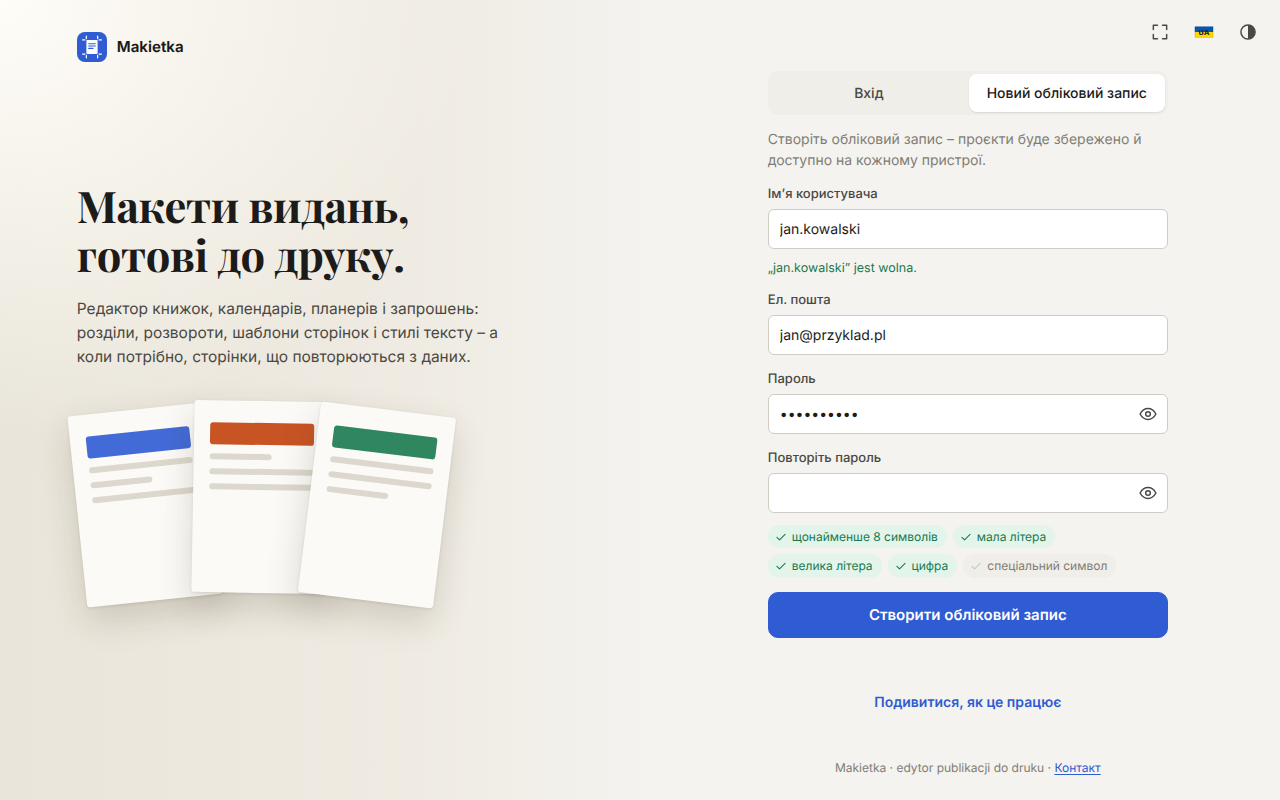 Makietka
UA
Макети видань,
готові до друку.
Редактор книжок, календарів, планерів і запрошень:
розділи, розвороти, шаблони сторінок і стилі тексту – а
коли потрібно, сторінки, що повторюються з даних.
Вхід
Новий обліковий запис
Створіть обліковий запис – проєкти буде збережено й
доступно на кожному пристрої.
Ім’я користувача
jan.kowalski
„jan.kowalski” jest wolna.
Ел. пошта
jan@przyklad.pl
Пароль
Повторіть пароль
щонайменше 8 символів
мала літера
велика літера
цифра
спеціальний символ
Створити обліковий запис
Подивитися, як це працює
Makietka · edytor publikacji do druku · Контакт